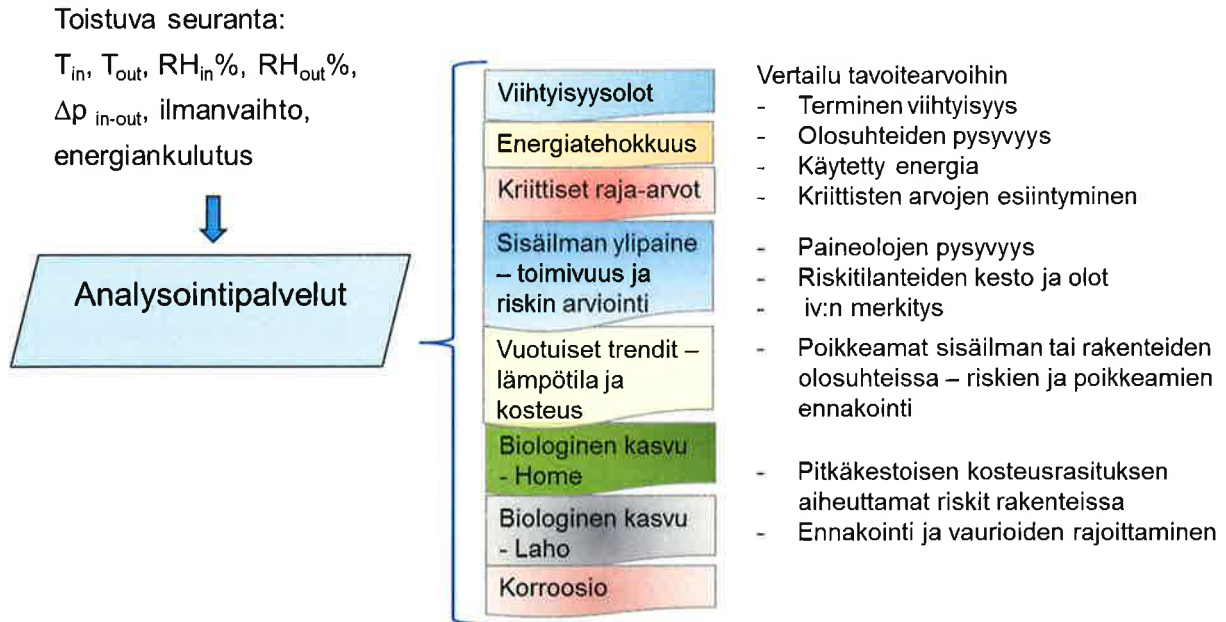 Toistuva seuranta:
Tin, Tout, RHin%, RHout%,
Δp in-out, ilmanvaihto,
energiankulutus
Analysointipalvelut
Viihtyisyysolot
Energiatehokkuus
Kriittiset raja-arvot
Sisäilman ylipaine
– toimivuus ja
riskin arviointi
Vuotuiset trendit –
lämpötila ja
kosteus
Biologinen kasvu
- Home
Biologinen kasvu
- Laho
Korroosio
Vertailu tavoitearvoihin
- Terminen viihtyisyys
- Olosuhteiden pysyvyys
- Käytetty energia
- Kriittisten arvojen esiintyminen
- Paineolojen pysyvyys
- Riskitilanteiden kesto ja olot
- iv:n merkitys
- Poikkeamat sisäilman tai rakenteiden
olosuhteissa – riskien ja poikkeamien
ennakointi
- Pitkäkestoisen kosteusrasituksen
aiheuttamat riskit rakenteissa
- Ennakointi ja vaurioiden rajoittaminen